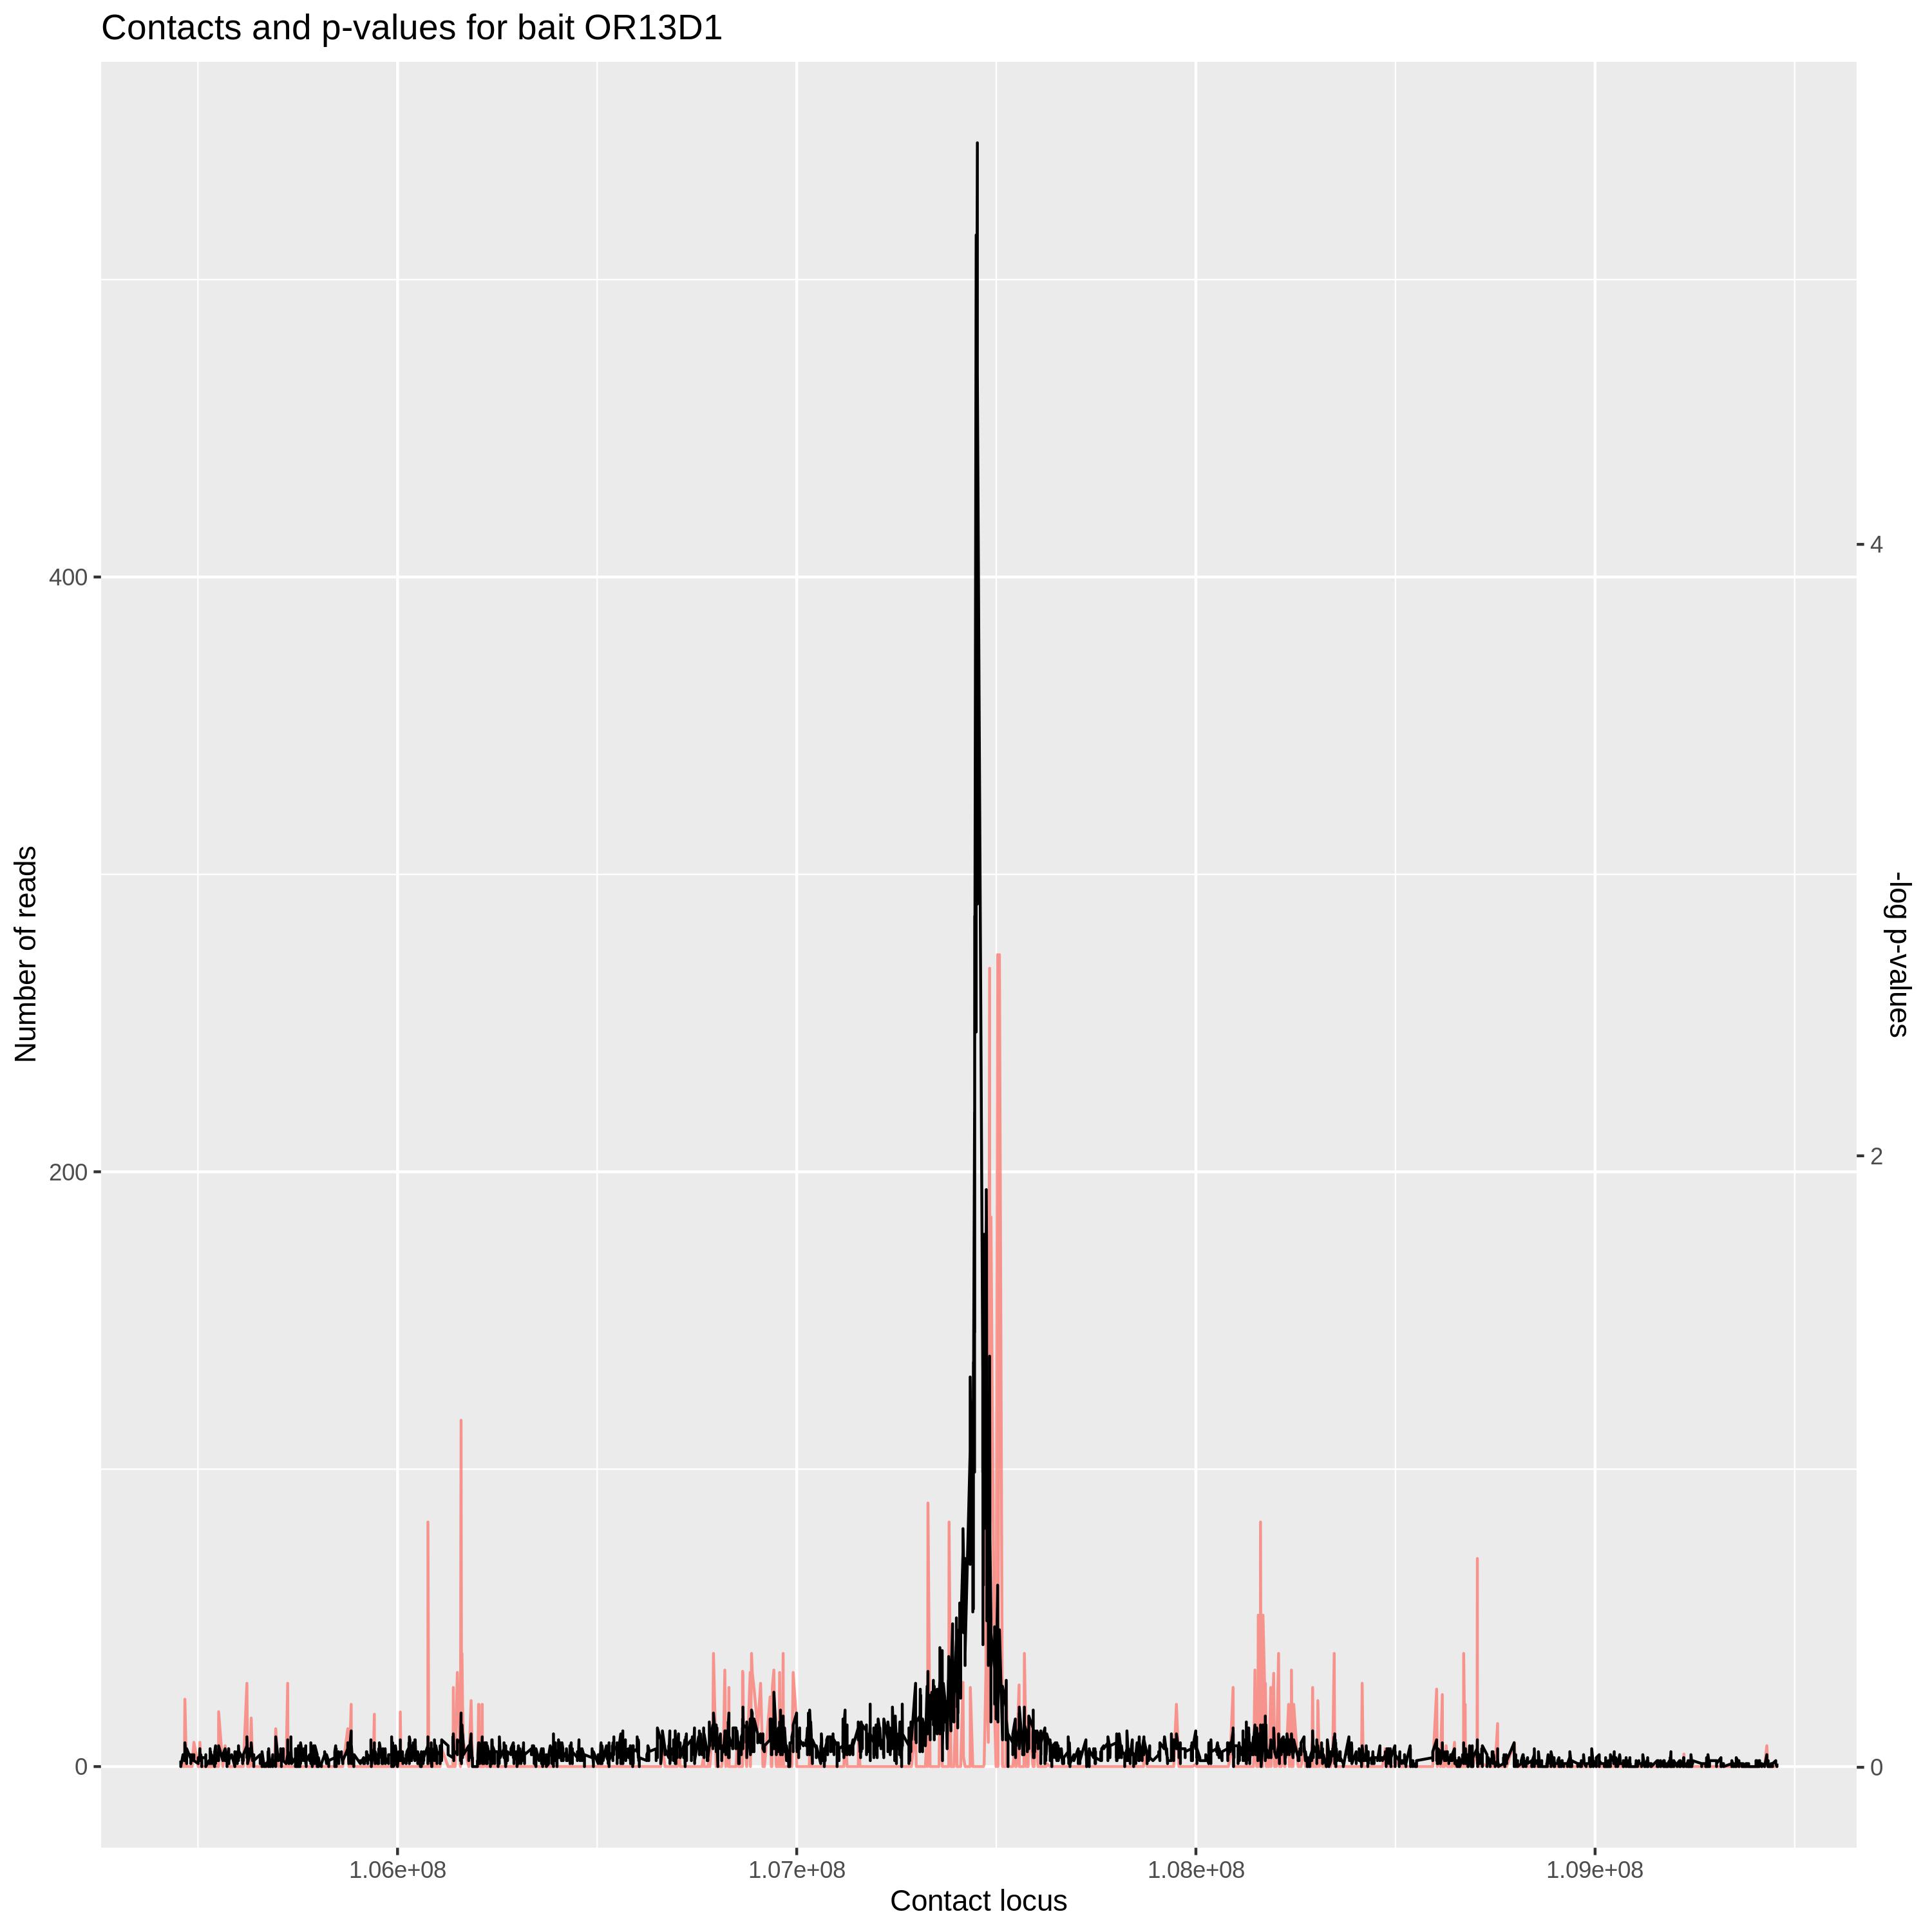 Contacts and p-values for bait OR13D1
Number of reads
400
200
0
4
2
0
-log p-values
1.06e+08
1.07e+08
1.08e+08
1.09e+08
Contact locus